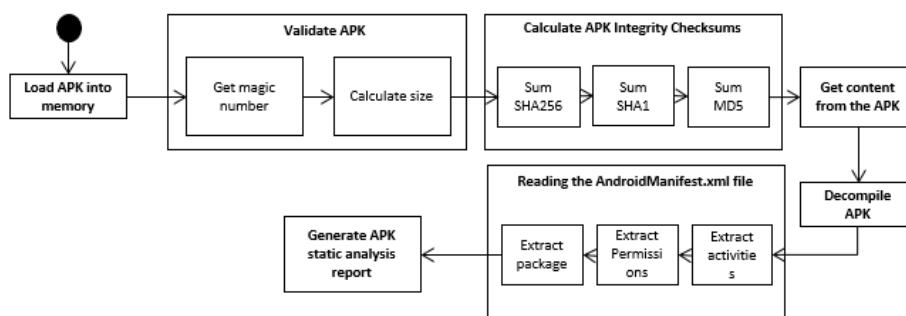 Validate APK
Calculate APK Integrity Checksums
Load APK into
memory
Get magic
number
Calculate size
Sum
SHA256
Sum
SHA1
Sum
MD5
Get content
from the APK
Decompile
APK
Reading the AndroidManifest.xml file
Extract
activitie
s
Extract
Permissi
ons
Extract
package
Generate APK
static analysis
report